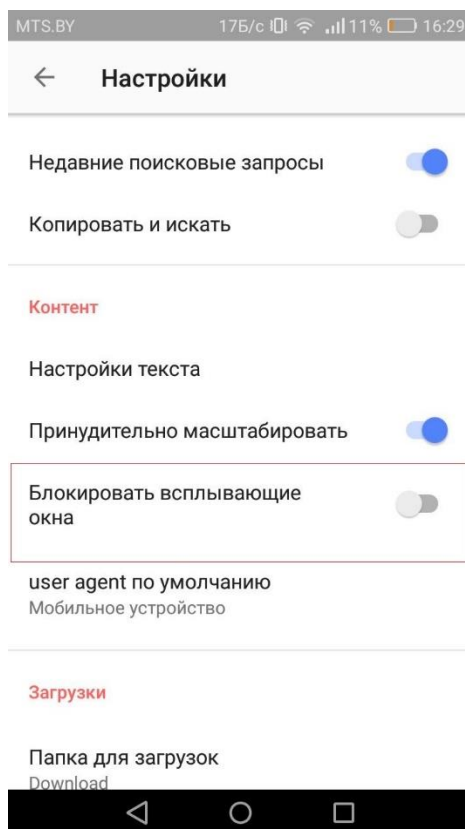 MTS.BY 17Б/с 11% 16:29
Настройки
Недавние поисковые запросы
Копировать и искать
Контент
Настройки текста
Принудительно масштабировать
Блокировать всплывающие
окна
user agent по умолчанию
Мобильное устройство
Загрузки
Папка для загрузок
Download